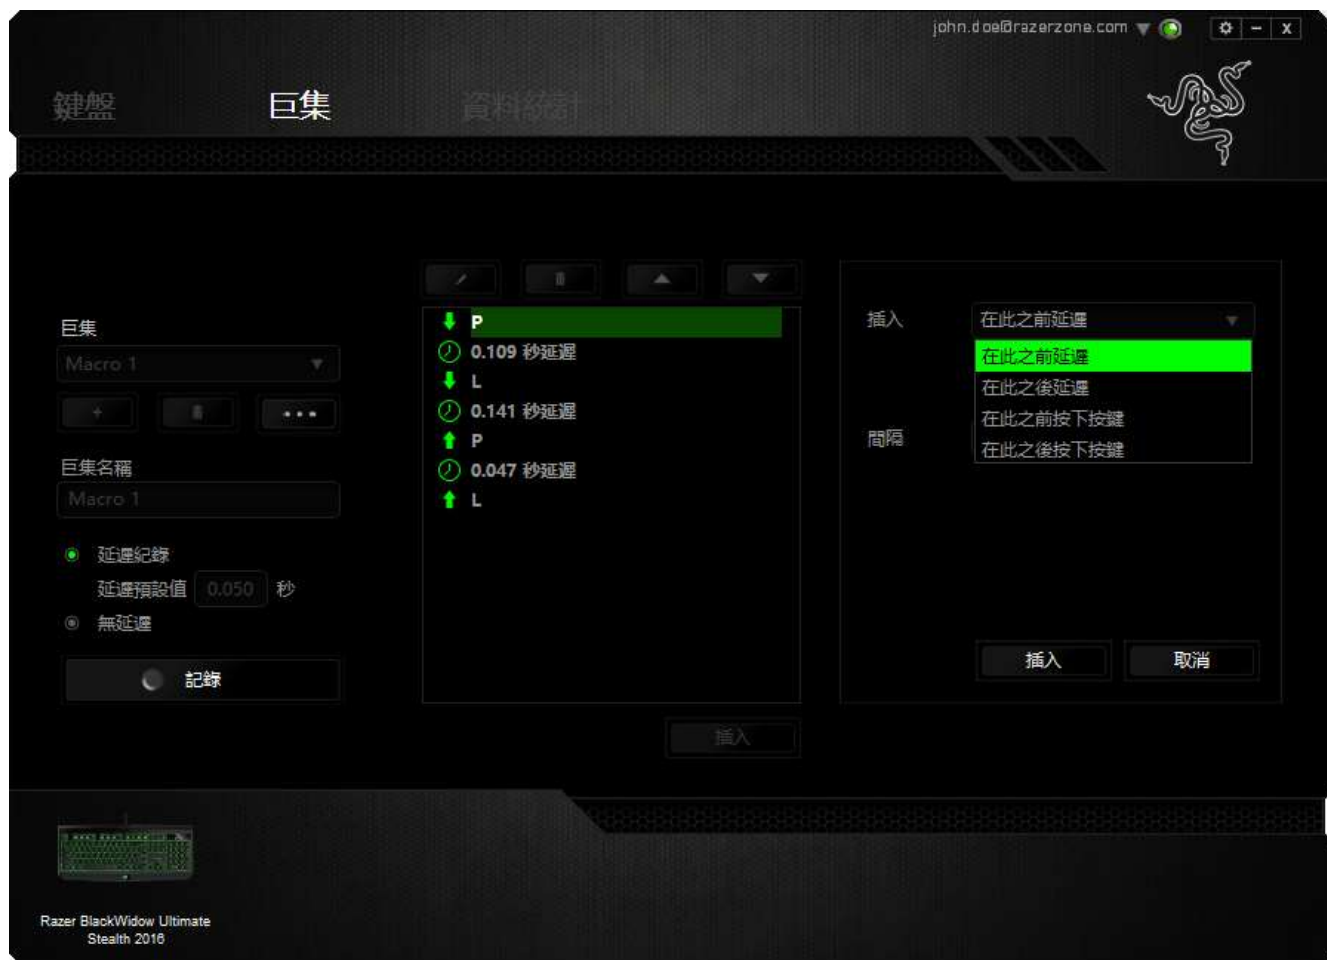 john.doe@razerzone.com
鍵盤
巨集
資料統計
巨集
Macro 1
巨集名稱
Macro 1
延遲紀錄
延遲預設值 0.050 秒
無延遲
記錄
P
0.109 秒延遲
L
0.141 秒延遲
P
0.047 秒延遲
L
插入
插入
在此之前延遲
在此之前延遲
在此之後延遲
在此之前按下按鍵
在此之後按下按鍵
間隔
插入
取消
Razer BlackWidow Ultimate
Stealth 2016